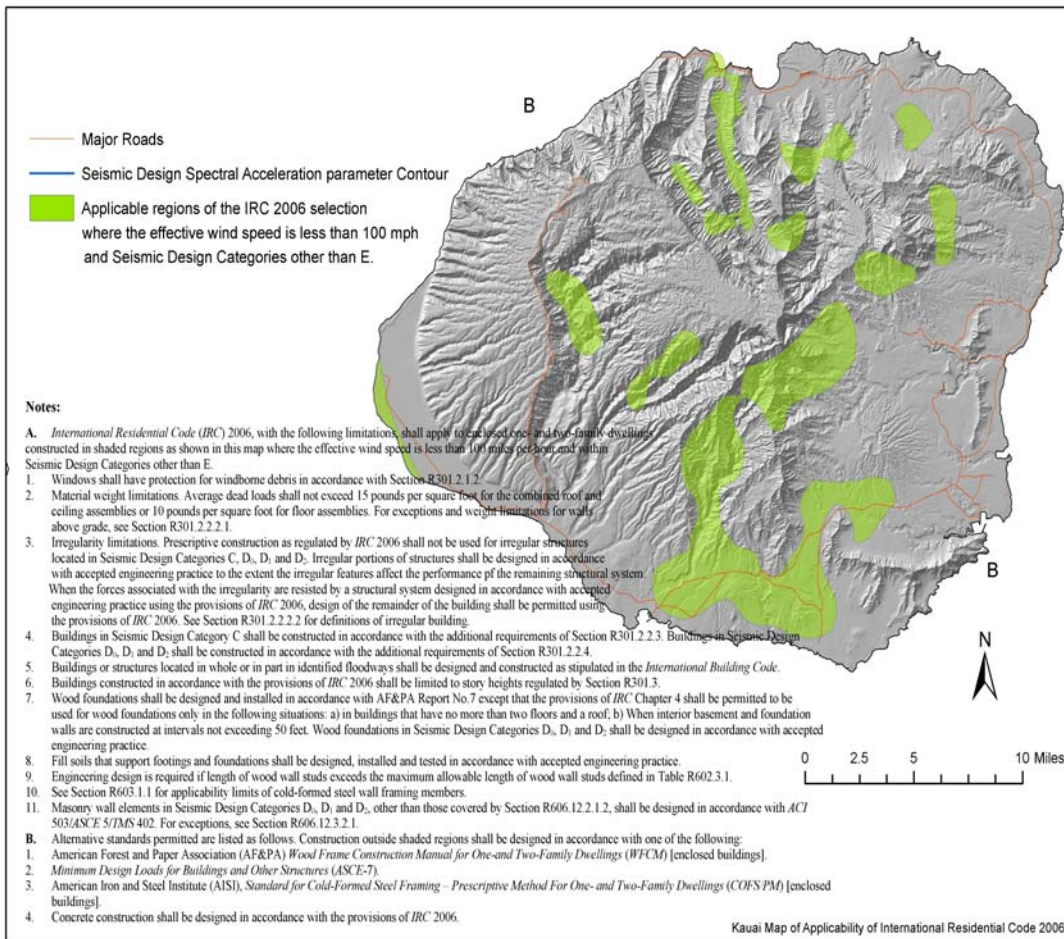 B
Major Roads
Seismic Design Spectral Acceleration parameter Contour
Applicable regions of the IRC 2006 selection
where the effective wind speed is less than 100 mph
and Seismic Design Categories other than E.
Notes:
A. International Residential Code (IRC) 2006, with the following limitations, shall apply to enclosed one- and two-family dwellings
constructed in shaded regions as shown in this map where the effective wind speed is less than 100 miles per hour and within
Seismic Design Categories other than E.
1. Windows shall have protection for windborne debris in accordance with Section R301.2.1.2.
2. Material weight limitations. Average dead loads shall not exceed 15 pounds per square foot for the combined roof and
ceiling assemblies or 10 pounds per square foot for floor assemblies. For exceptions and weight limitations for walls
above grade, see Section R301.2.2.2.1.
3. Irregularity limitations. Prescriptive construction as regulated by IRC 2006 shall not be used for irregular structures
located in Seismic Design Categories C, D0, D1 and D2. Irregular portions of structures shall be designed in accordance
with accepted engineering practice to the extent the irregular features affect the performance pf the remaining structural system.
When the forces associated with the irregularity are resisted by a structural system designed in accordance with accepted
engineering practice using the provisions of IRC 2006, design of the remainder of the building shall be permitted using
the provisions of IRC 2006. See Section R301.2.2.2.2 for definitions of irregular building.
4. Buildings in Seismic Design Category C shall be constructed in accordance with the additional requirements of Section R301.2.2.3. Buildings in Seismic Design
Categories D0, D1 and D2 shall be constructed in accordance with the additional requirements of Section R301.2.2.4.
5. Buildings or structures located in whole or in part in identified floodways shall be designed and constructed as stipulated in the International Building Code.
6. Buildings constructed in accordance with the provisions of IRC 2006 shall be limited to story heights regulated by Section R301.3.
7. Wood foundations shall be designed and installed in accordance with AF&PA Report No.7 except that the provisions of IRC Chapter 4 shall be permitted to be
used for wood foundations only in the following situations: a) in buildings that have no more than two floors and a roof; b) When interior basement and foundation
walls are constructed at intervals not exceeding 50 feet. Wood foundations in Seismic Design Categories D0, D1 and D2 shall be designed in accordance with accepted
engineering practice.
8. Fill soils that support footings and foundations shall be designed, installed and tested in accordance with accepted engineering practice.
9. Engineering design is required if length of wood wall studs exceeds the maximum allowable length of wood wall studs defined in Table R602.3.1.
10. See Section R603.1.1 for applicability limits of cold-formed steel wall framing members.
11. Masonry wall elements in Seismic Design Categories D0, D1 and D2, other than those covered by Section R606.12.2.1.2, shall be designed in accordance with ACI
503/ASCE 5/TMS 402. For exceptions, see Section R606.12.3.2.1.
B. Alternative standards permitted are listed as follows. Construction outside shaded regions shall be designed in accordance with one of the following:
1. American Forest and Paper Association (AF&PA) Wood Frame Construction Manual for One-and Two-Family Dwellings (WFCM) [enclosed buildings].
2. Minimum Design Loads for Buildings and Other Structures (ASCE-7).
3. American Iron and Steel Institute (AISI), Standard for Cold-Formed Steel Framing – Prescriptive Method For One- and Two-Family Dwellings (COFS/PM) [enclosed
buildings].
4. Concrete construction shall be designed in accordance with the provisions of IRC 2006.
B
N
0 2.5 5 10 Miles
Kauai Map of Applicability of International Residential Code 2006